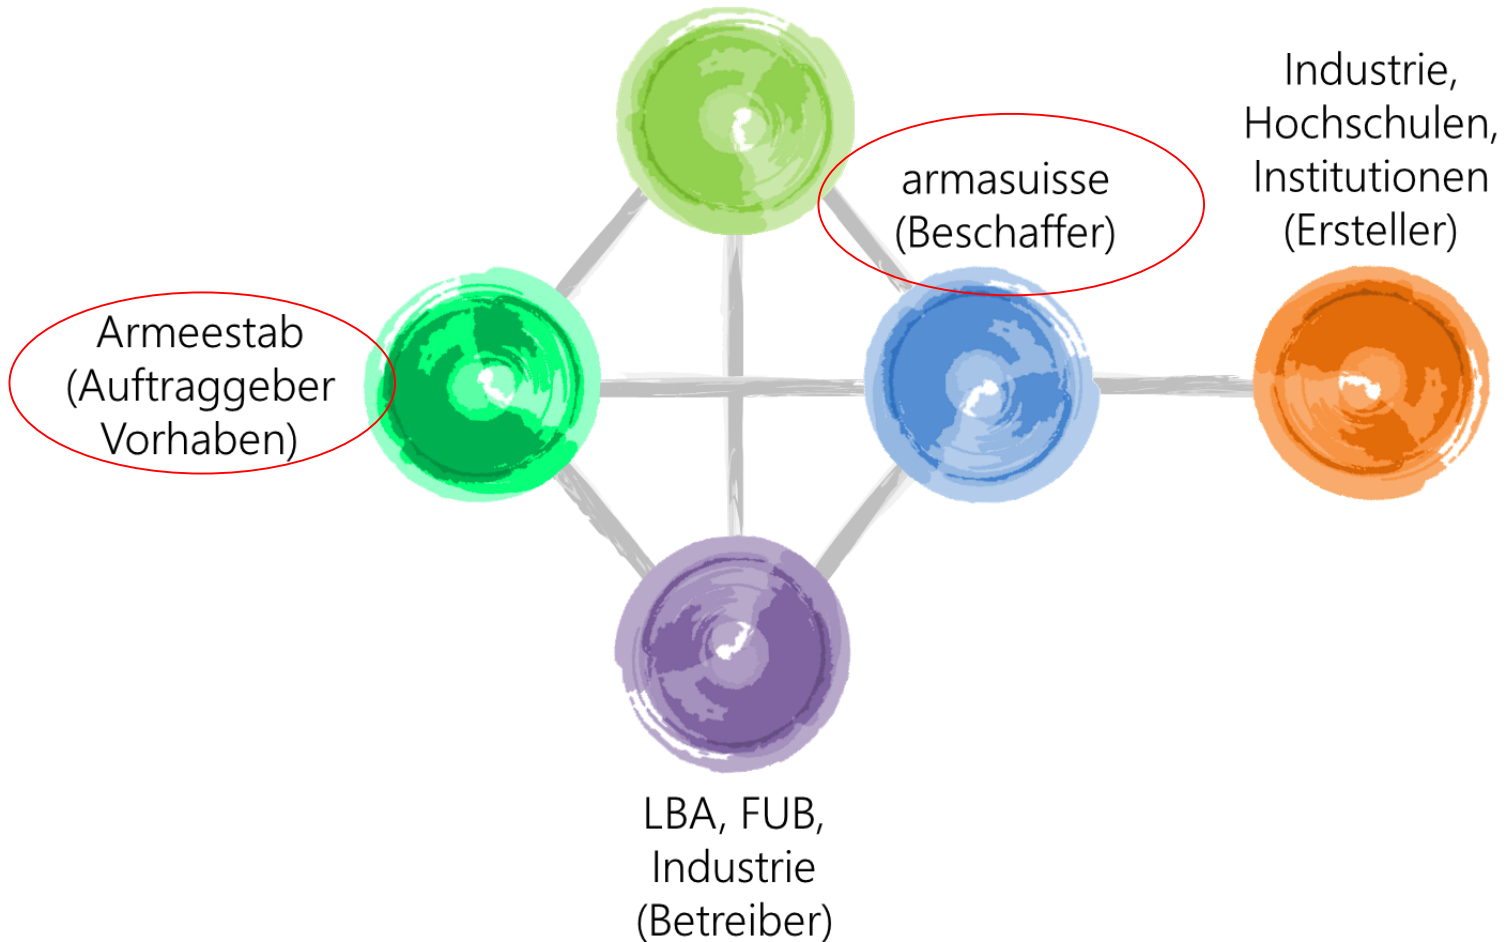 Industrie,
Hochschulen,
Institutionen
(Ersteller)
armasuisse
(Beschaffer)
Armeestab
(Auftraggeber
Vorhaben)
LBA, FUB,
Industrie
(Betreiber)